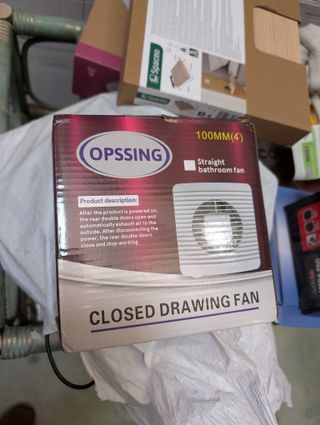 Spaceo
100MM(4')
OPSSING
Straight
bathroom fan
Product description:
After the product is powered on,
the rear double doors open and
automatically exhaust air to the
outside. After disconnecting the
power, the rear double doors
close and stop working
CLOSED DRAWING FAN